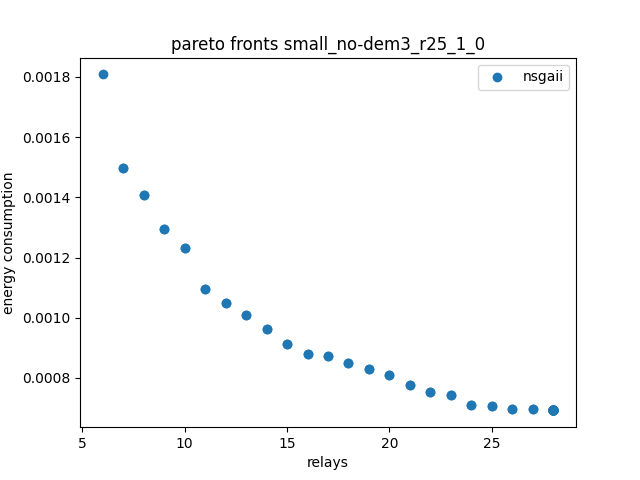 pareto fronts small_no-dem3_r25_1_0
nsgaii
0.0018
0.0016
0.0014
0.0012
0.0010
0.0008
energy consumption
5
10
15
20
25
relays